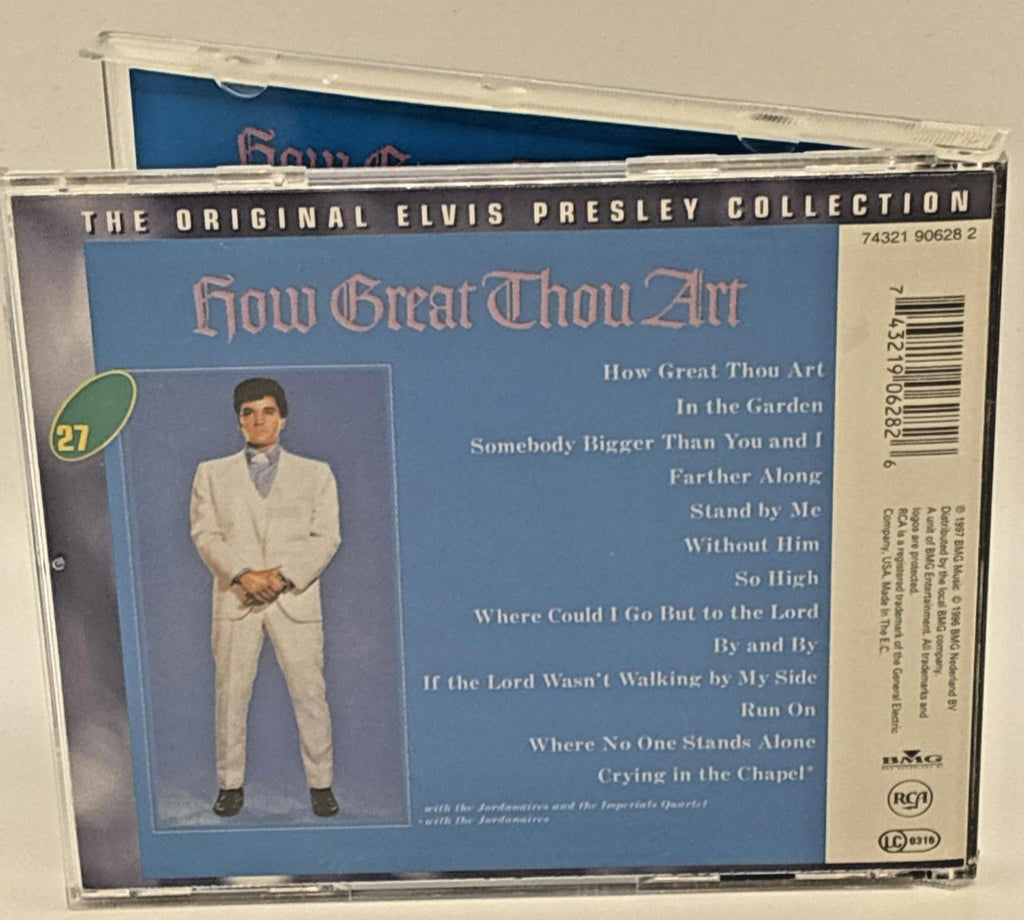 How G
THE ORIGINAL ELVIS PRESLEY COLLECTION
74321 90628 2
How Great Thou Art
7 43219 06282 6
27
How Great Thou Art
In the Garden
Somebody Bigger Than You and I
Farther Along
Stand by Me
Without Him
So High
Where Could I Go But to the Lord
By and By
If the Lord Wasn't Walking by My Side
Run On
Where No One Stands Alone
Crying in the Chapel*
with the Jordanaires and the Imperials Quartet
* with the Jordanaires
℗ 1997 BMG Music © 1996 BMG Nederland BV
Distributed by the local BMG company.
A unit of BMG Entertainment. All trademarks and
logos are protected.
RCA is a registered trademark of the General Electric
Company, USA. Made In The E.C.
BMG
RCA
LC 0316